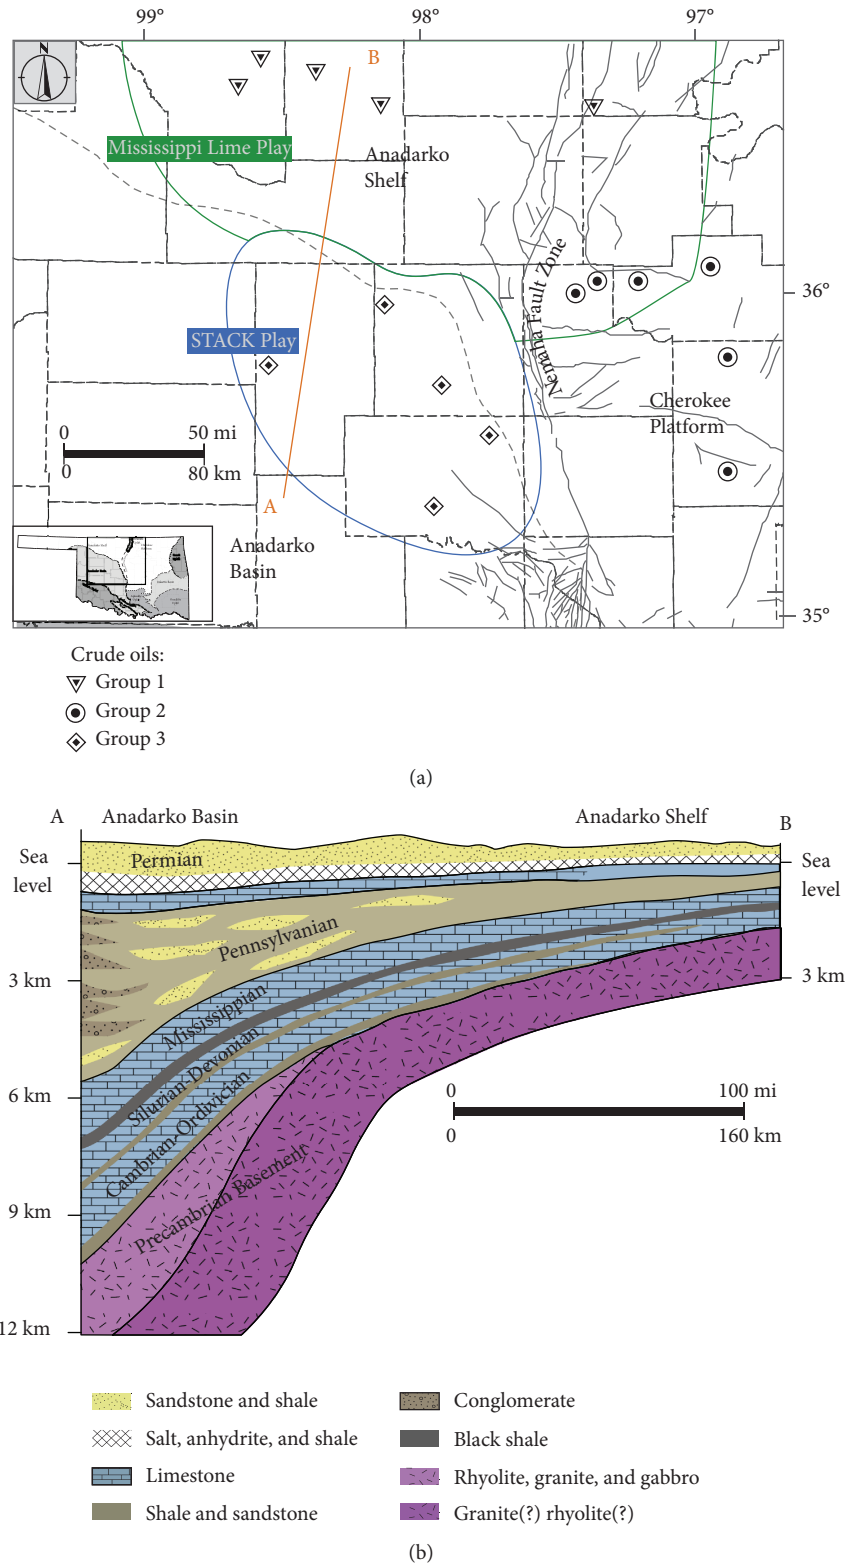 99° 98° 97°
N
B
Mississippi Lime Play
Anadarko
Shelf
Nemaha Fault Zone
36°
STACK Play
Cherokee
Platform
0 50 mi
0 80 km
A
Anadarko
Basin
35°
Crude oils:
Group 1
Group 2
Group 3
(a)
A Anadarko Basin Anadarko Shelf B
Sea
level
Sea
level
Permian
Pennsylvanian
3 km
3 km
Mississippian
Silurian-Devonian
Cambrian-Ordivician
Precambrian Basement
6 km
9 km
12 km
0 100 mi
0 160 km
Sandstone and shale
Salt, anhydrite, and shale
Limestone
Shale and sandstone
Conglomerate
Black shale
Rhyolite, granite, and gabbro
Granite(?) rhyolite(?)
(b)